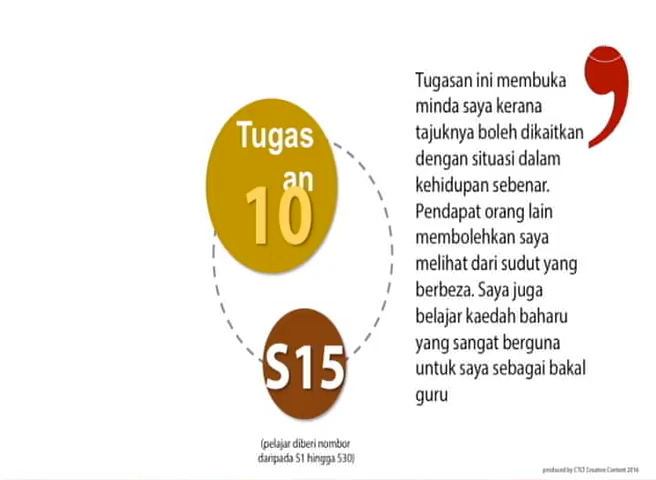 Tugas
an
10
S15
(pelajar diberi nombor
daripada S1 hingga S30)
Tugasan ini membuka
minda saya kerana
tajuknya boleh dikaitkan
dengan situasi dalam
kehidupan sebenar.
Pendapat orang lain
membolehkan saya
melihat dari sudut yang
berbeza. Saya juga
belajar kaedah baharu
yang sangat berguna
untuk saya sebagai bakal
guru
produced by CTLT Creative Content 2016